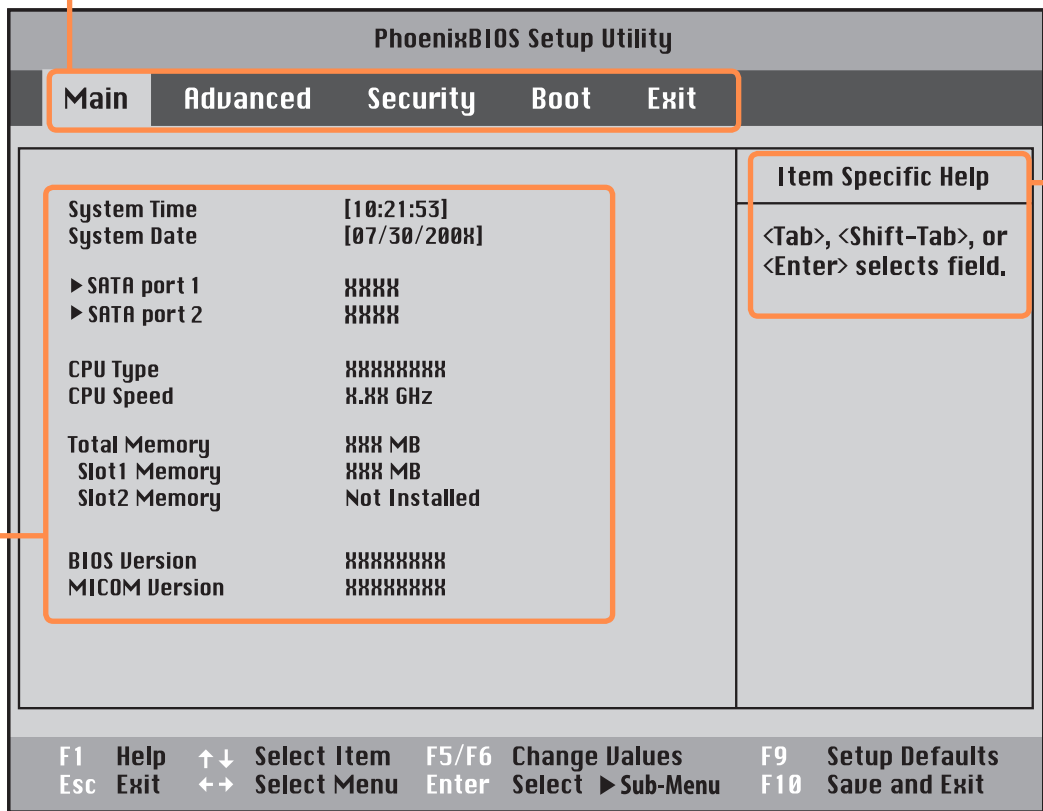 PhoenixBIOS Setup Utility
Main Advanced Security Boot Exit
Item Specific Help
<Tab>, <Shift-Tab>, or
<Enter> selects field.
System Time [10:21:53]
System Date [07/30/200X]
▶SATA port 1 XXXX
▶SATA port 2 XXXX
CPU Type XXXXXXXX
CPU Speed X.XX GHz
Total Memory XXX MB
Slot1 Memory XXX MB
Slot2 Memory Not Installed
BIOS Version XXXXXXXX
MICOM Version XXXXXXXX
F1 Help ↑↓ Select Item F5/F6 Change Values F9 Setup Defaults
Esc Exit ←→ Select Menu Enter Select ▶Sub-Menu F10 Save and Exit